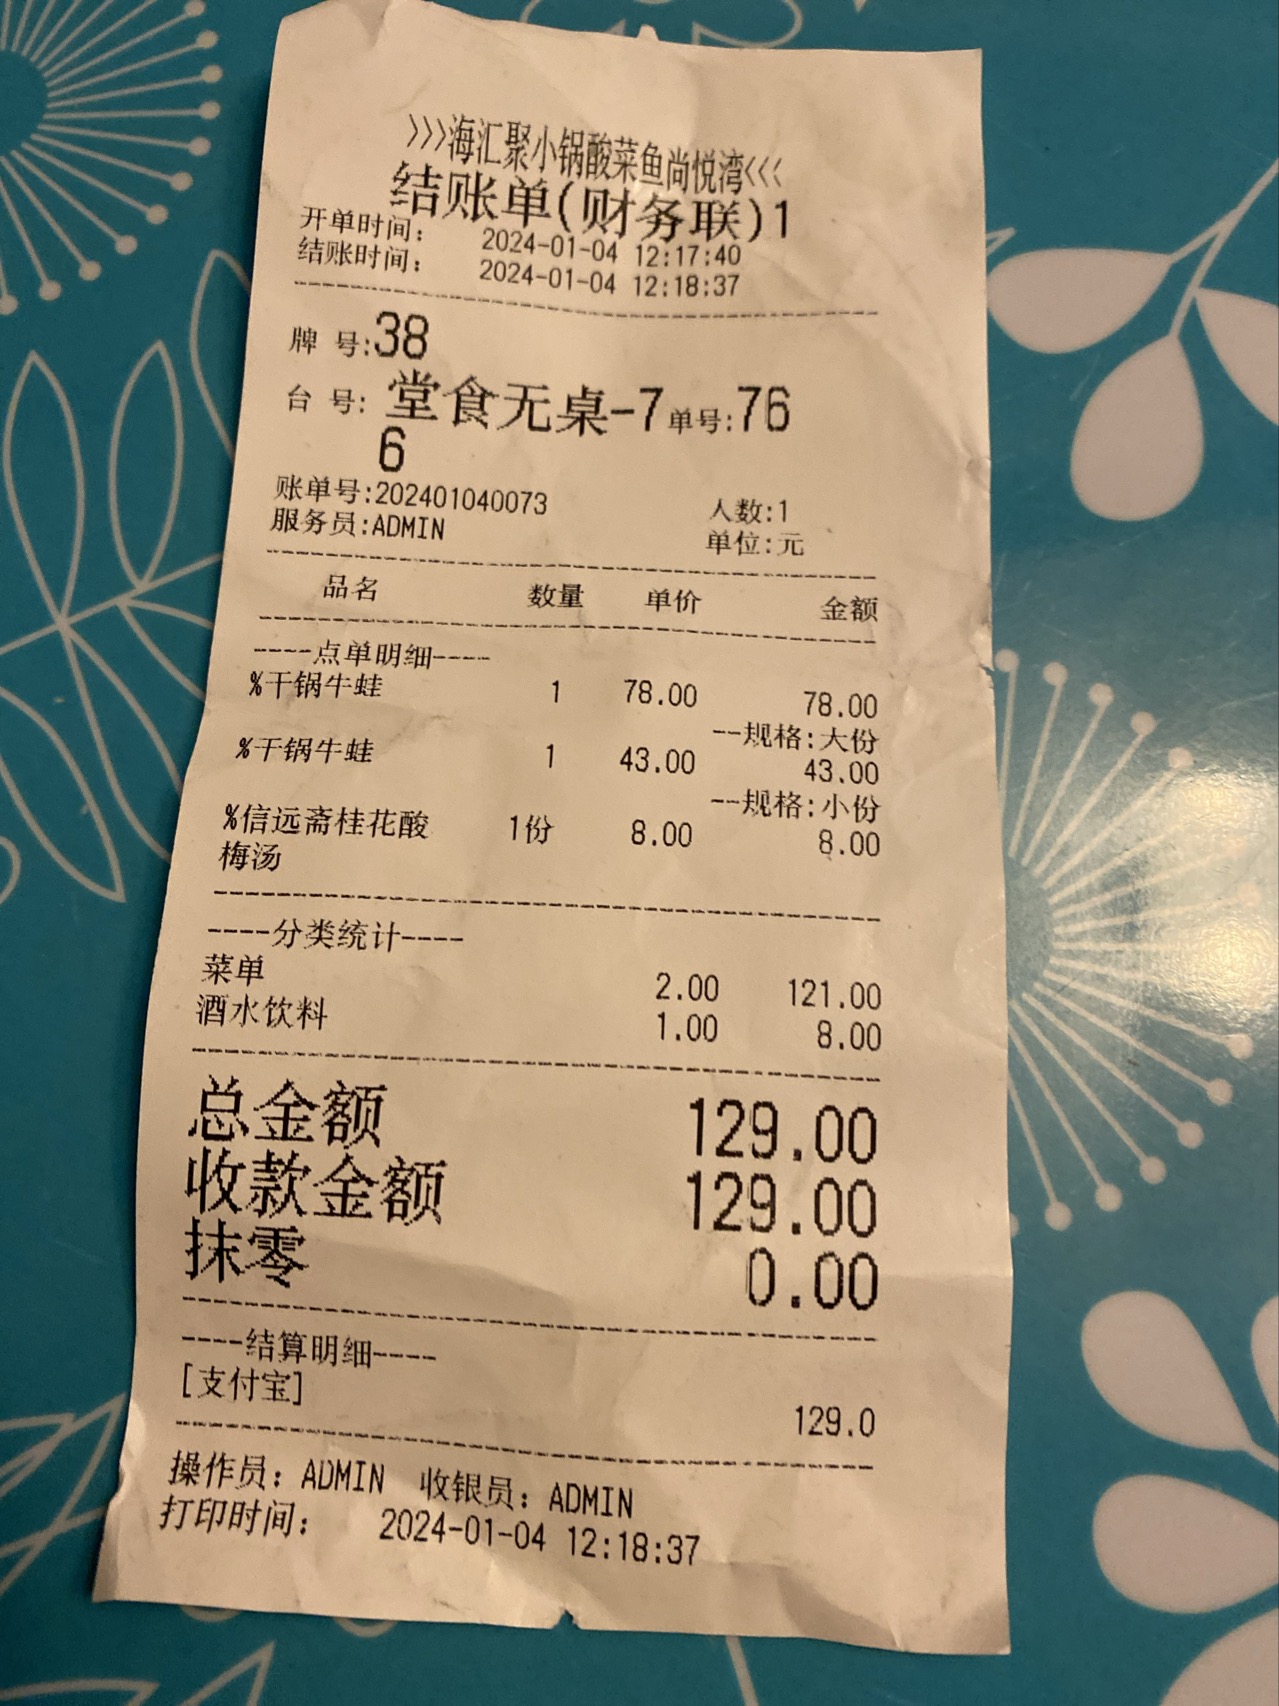 >>>海汇聚小锅酸菜鱼尚悦湾<<<
结账单(财务联)1
开单时间: 2024-01-04 12:17:40
结账时间: 2024-01-04 12:18:37
牌 号:38
台 号: 堂食无桌-7 单号:76
6
账单号:202401040073 人数:1
服务员:ADMIN 单位:元
品名 数量 单价 金额
----点单明细----
%干锅牛蛙 1 78.00 78.00
--规格:大份
%干锅牛蛙 1 43.00 43.00
--规格:小份
%信远斋桂花酸 1份 8.00 8.00
梅汤
----分类统计----
菜单 2.00 121.00
酒水饮料 1.00 8.00
总金额 129.00
收款金额 129.00
抹零 0.00
----结算明细----
[支付宝] 129.0
操作员: ADMIN 收银员: ADMIN
打印时间: 2024-01-04 12:18:37